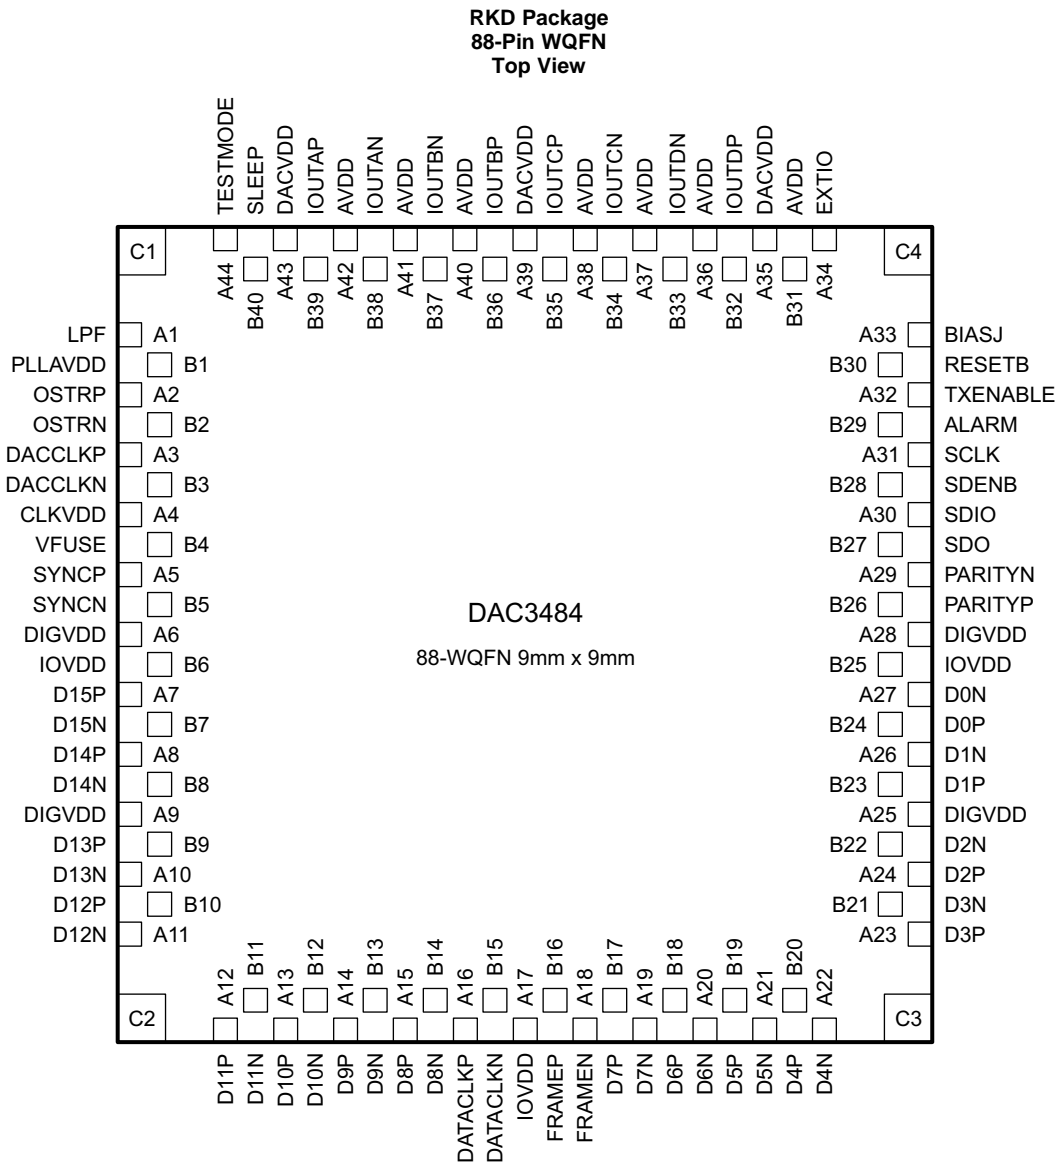 RKD Package
88-Pin WQFN
Top View
TESTMODE
SLEEP
DACVDD
IOUTAP
AVDD
IOUTAN
AVDD
IOUTBN
AVDD
IOUTBP
DACVDD
IOUTCP
AVDD
IOUTCN
AVDD
IOUTDN
AVDD
IOUTDP
DACVDD
AVDD
EXTIO
C1
A44
B40
A43
B39
A42
B38
A41
B37
A40
B36
A39
B35
A38
B34
A37
B33
A36
B32
A35
B31
A34
C4
LPF A1 A33 BIASJ
PLLAVDD B1 B30 RESETB
OSTRP A2 A32 TXENABLE
OSTRN B2 B29 ALARM
DACCLKP A3 A31 SCLK
DACCLKN B3 B28 SDENB
CLKVDD A4 A30 SDIO
VFUSE B4 B27 SDO
SYNCP A5 A29 PARITYN
SYNCN B5 B26 PARITYP
DAC3484
DIGVDD A6 A28 DIGVDD
88-WQFN 9mm x 9mm
IOVDD B6 B25 IOVDD
D15P A7 A27 D0N
D15N B7 B24 D0P
D14P A8 A26 D1N
D14N B8 B23 D1P
DIGVDD A9 A25 DIGVDD
D13P B9 B22 D2N
D13N A10 A24 D2P
D12P B10 B21 D3N
D12N A11 A23 D3P
C2
A12
B11
A13
B12
A14
B13
A15
B14
A16
B15
A17
B16
A18
B17
A19
B18
A20
B19
A21
B20
A22
C3
D11P
D11N
D10P
D10N
D9P
D9N
D8P
D8N
DATACLKP
DATACLKN
IOVDD
FRAMEP
FRAMEN
D7P
D7N
D6P
D6N
D5P
D5N
D4P
D4N